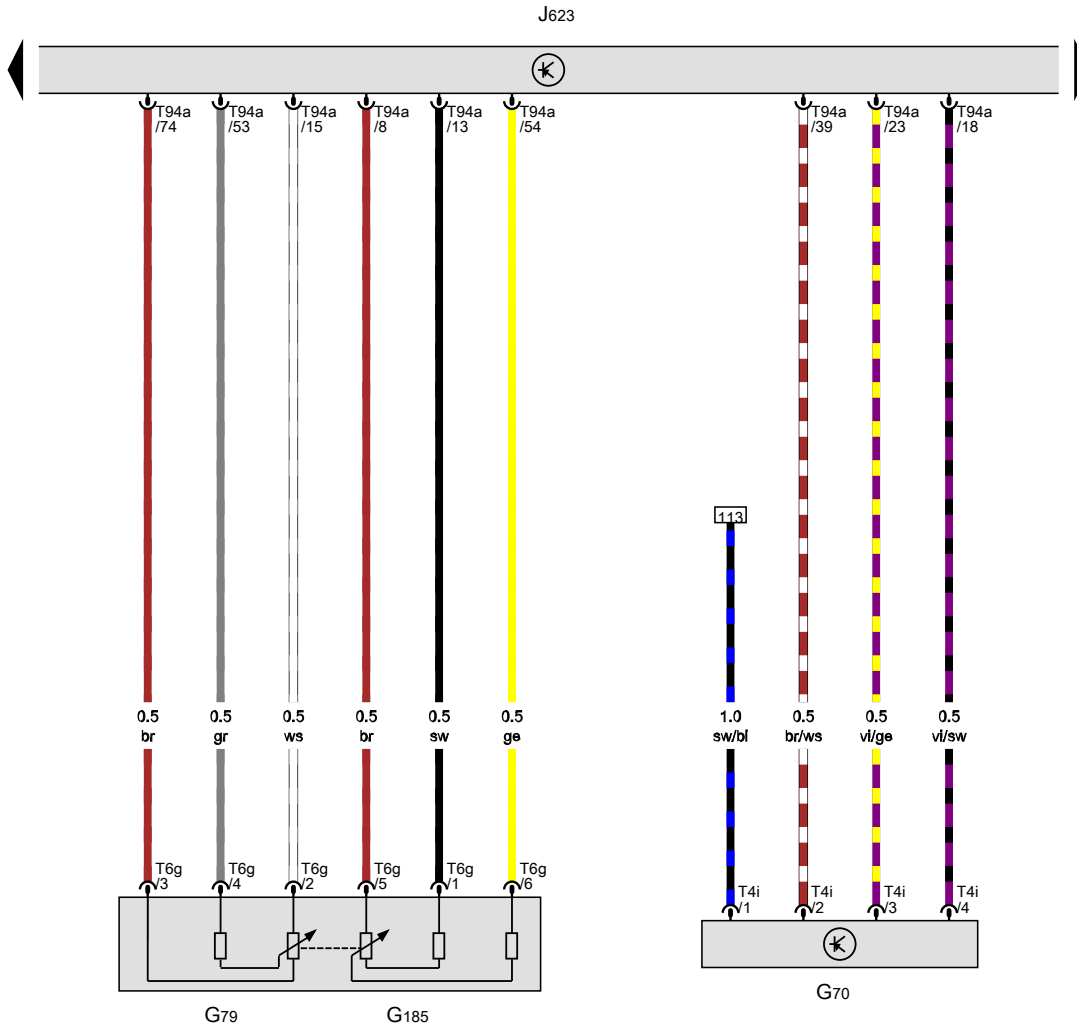 J623
T94a
/74
T94a
/53
T94a
/15
T94a
/8
T94a
/13
T94a
/54
T94a
/39
T94a
/23
T94a
/18
113
0.5
br
0.5
gr
0.5
ws
0.5
br
0.5
sw
0.5
ge
1.0
sw/bl
0.5
br/ws
0.5
vi/ge
0.5
vi/sw
T6g
/3
T6g
/4
T6g
/2
T6g
/5
T6g
/1
T6g
/6
T4i
/1
T4i
/2
T4i
/3
T4i
/4
G79
G185
G70